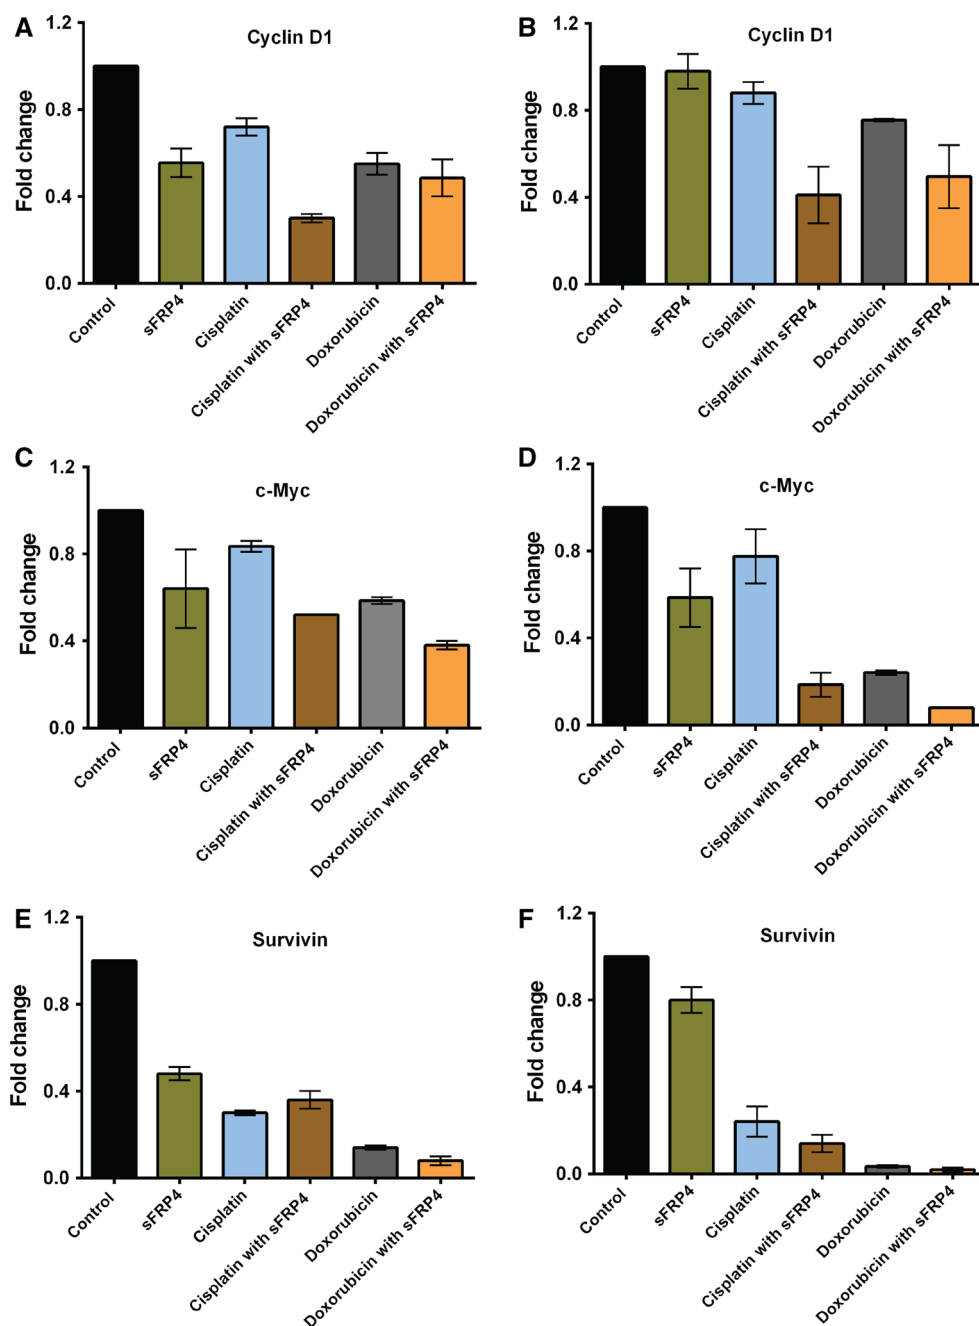 A
Cyclin D1
Fold change
1.2
0.8
0.4
0.0
Control
sFRP4
Cisplatin
Cisplatin with sFRP4
Doxorubicin
Doxorubicin with sFRP4
B
Cyclin D1
Fold change
1.2
0.8
0.4
0.0
Control
sFRP4
Cisplatin
Cisplatin with sFRP4
Doxorubicin
Doxorubicin with sFRP4
C
c-Myc
Fold change
1.2
0.8
0.4
0.0
Control
sFRP4
Cisplatin
Cisplatin with sFRP4
Doxorubicin
Doxorubicin with sFRP4
D
c-Myc
Fold change
1.2
0.8
0.4
0.0
Control
sFRP4
Cisplatin
Cisplatin with sFRP4
Doxorubicin
Doxorubicin with sFRP4
E
Survivin
Fold change
1.2
0.8
0.4
0.0
Control
sFRP4
Cisplatin
Cisplatin with sFRP4
Doxorubicin
Doxorubicin with sFRP4
F
Survivin
Fold change
1.2
0.8
0.4
0.0
Control
sFRP4
Cisplatin
Cisplatin with sFRP4
Doxorubicin
Doxorubicin with sFRP4